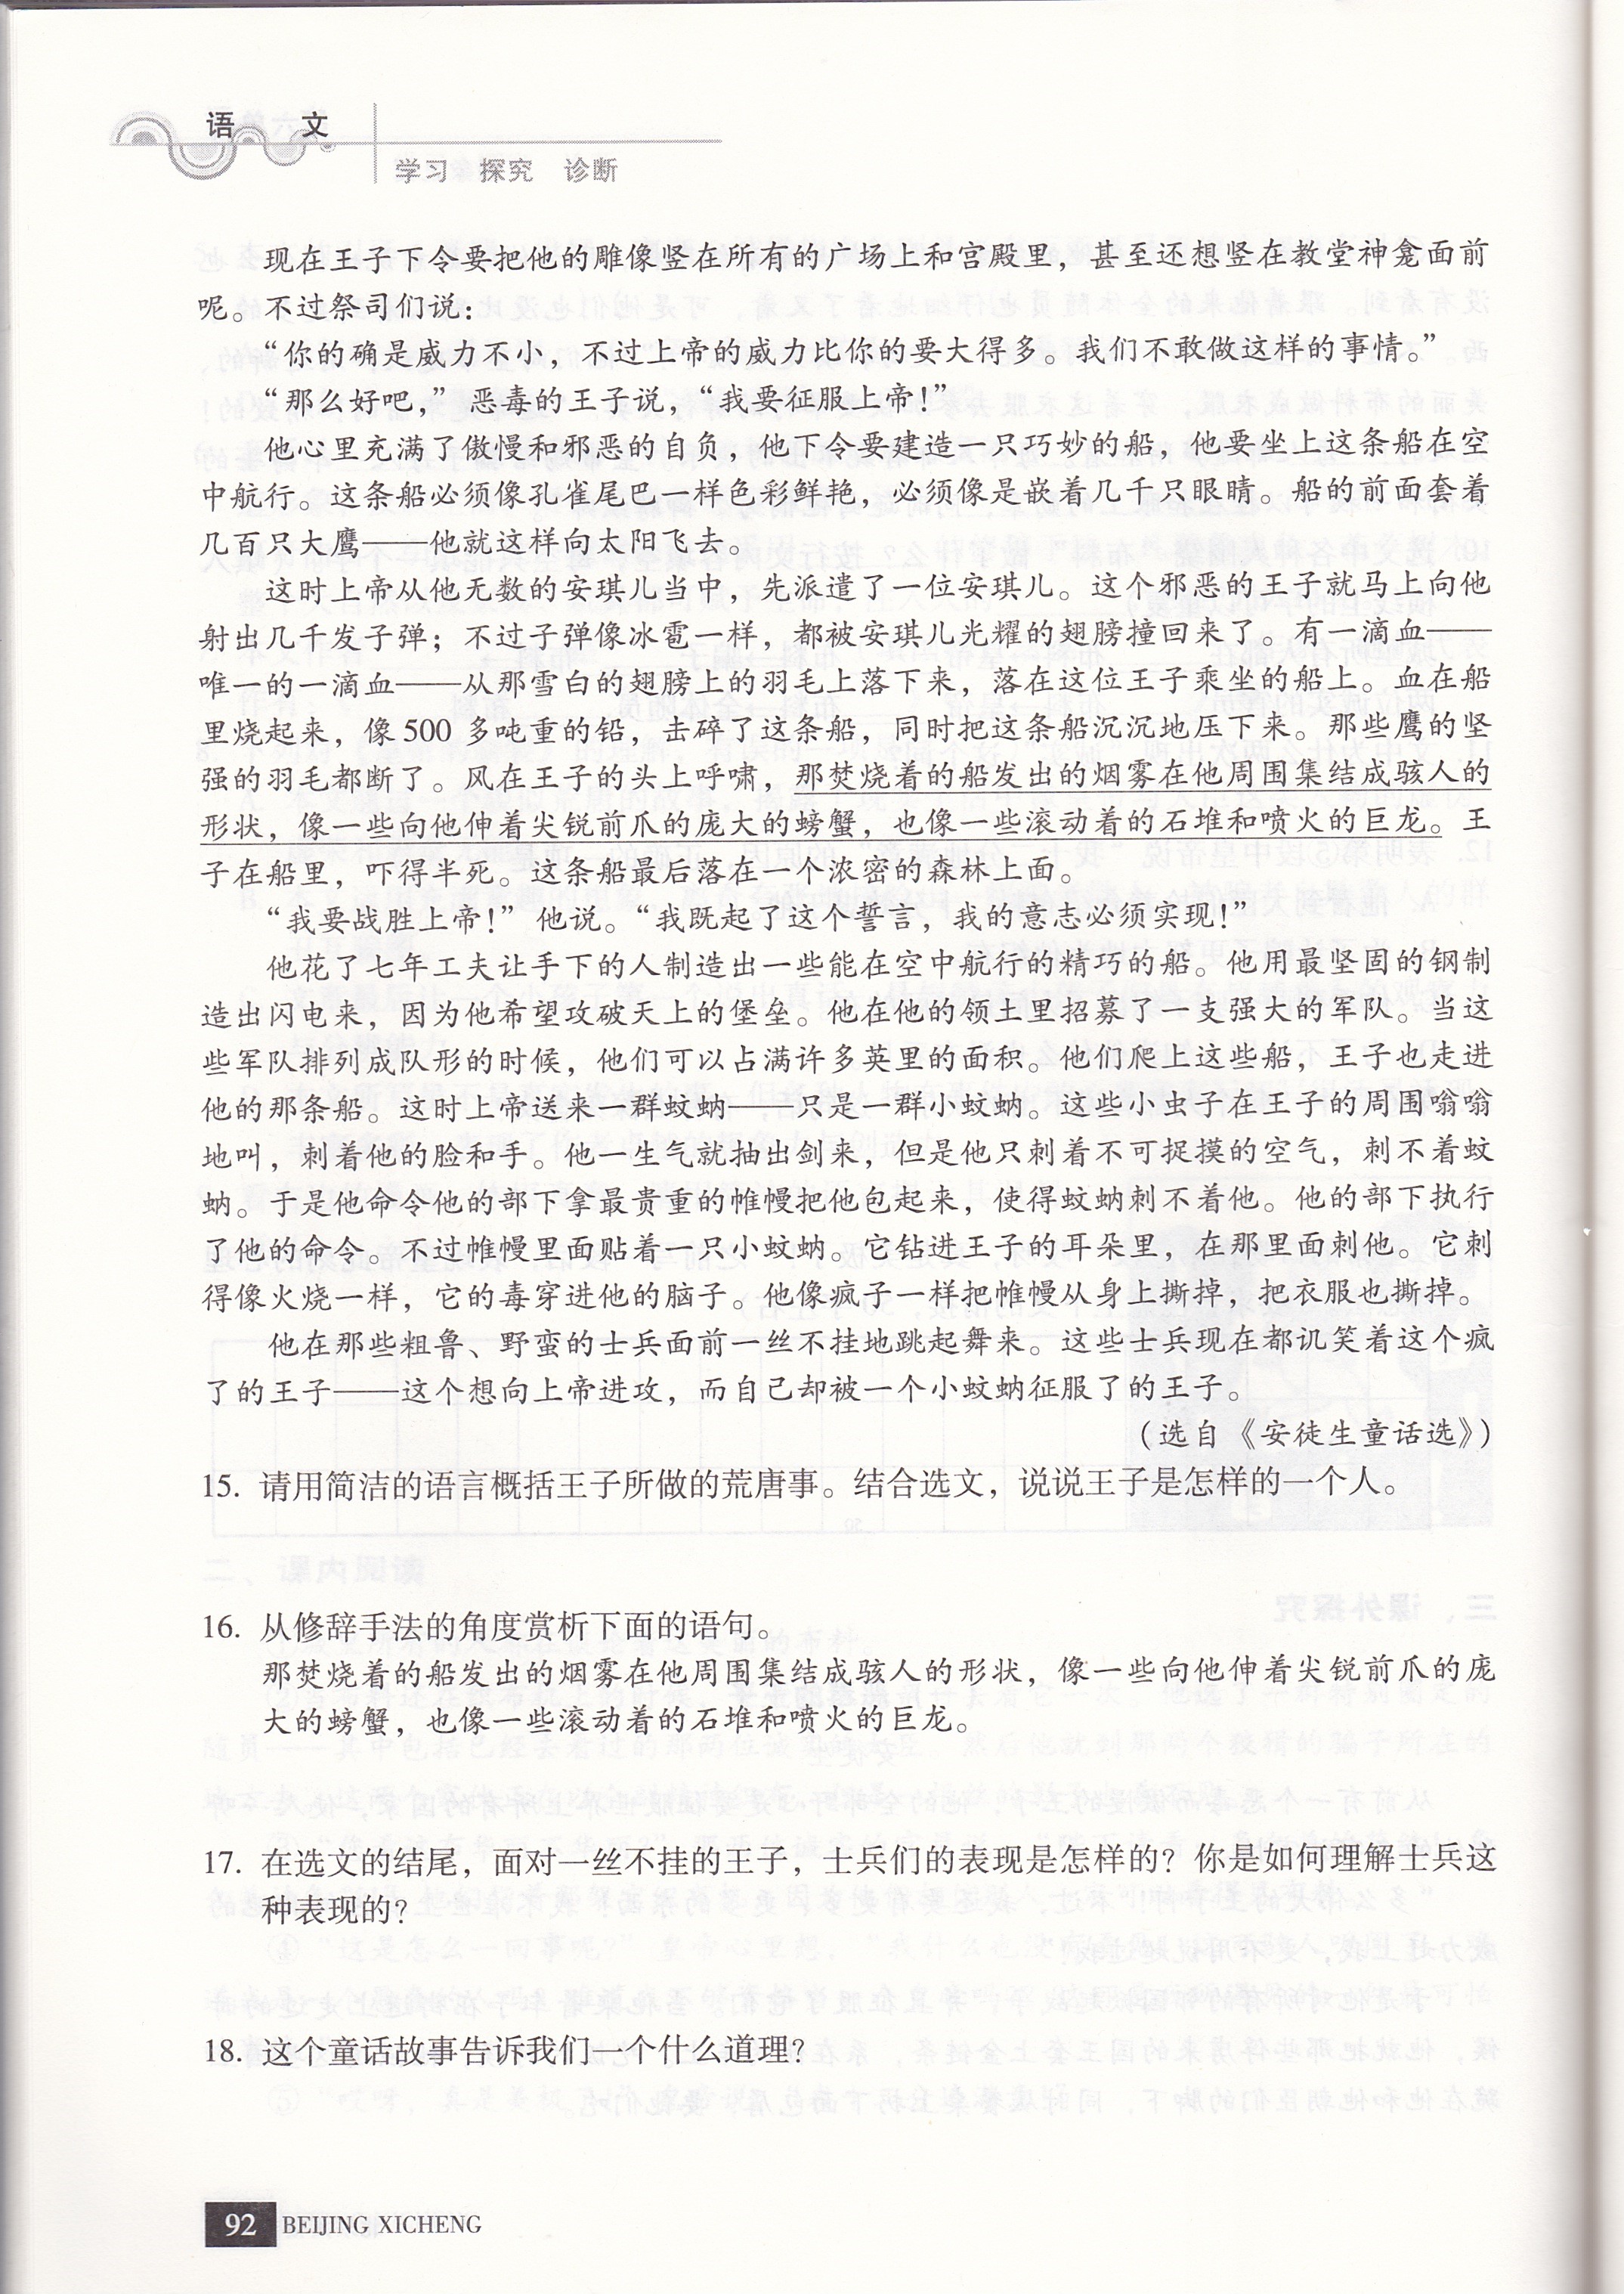 语 文
学习 探究 诊断
现在王子下令要把他的雕像竖在所有的广场上和宫殿里，甚至还想竖在教堂神龛面前
呢。不过祭司们说：
“你的确是威力不小，不过上帝的威力比你的要大得多。我们不敢做这样的事情。”
“那么好吧，”恶毒的王子说，“我要征服上帝！”
他心里充满了傲慢和邪恶的自负，他下令要建造一只巧妙的船，他要坐上这条船在空
中航行。这条船必须像孔雀尾巴一样色彩鲜艳，必须像是嵌着几千只眼睛。船的前面套着
几百只大鹰——他就这样向太阳飞去。
这时上帝从他无数的安琪儿当中，先派遣了一位安琪儿。这个邪恶的王子就马上向他
射出几千发子弹；不过子弹像冰雹一样，都被安琪儿光耀的翅膀撞回来了。有一滴血——
唯一的一滴血——从那雪白的翅膀上的羽毛上落下来，落在这位王子乘坐的船上。血在船
里烧起来，像500多吨重的铅，击碎了这条船，同时把这条船沉沉地压下来。那些鹰的坚
强的羽毛都断了。风在王子的头上呼啸，那焚烧着的船发出的烟雾在他周围集结成骇人的
形状，像一些向他伸着尖锐前爪的庞大的螃蟹，也像一些滚动着的石堆和喷火的巨龙。王
子在船里，吓得半死。这条船最后落在一个浓密的森林上面。
“我要战胜上帝！”他说。“我既起了这个誓言，我的意志必须实现！”
他花了七年工夫让手下的人制造出一些能在空中航行的精巧的船。他用最坚固的钢制
造出闪电来，因为他希望攻破天上的堡垒。他在他的领土里招募了一支强大的军队。当这
些军队排列成队形的时候，他们可以占满许多英里的面积。他们爬上这些船，王子也走进
他的那条船。这时上帝送来一群蚊蚋——只是一群小蚊蚋。这些小虫子在王子的周围嗡嗡
地叫，刺着他的脸和手。他一生气就抽出剑来，但是他只刺着不可捉摸的空气，刺不着蚊
蚋。于是他命令他的部下拿最贵重的帷幔把他包起来，使得蚊蚋刺不着他。他的部下执行
了他的命令。不过帷幔里面贴着一只小蚊蚋。它钻进王子的耳朵里，在那里面刺他。它刺
得像火烧一样，它的毒穿进他的脑子。他像疯子一样把帷幔从身上撕掉，把衣服也撕掉。
他在那些粗鲁、野蛮的士兵面前一丝不挂地跳起舞来。这些士兵现在都讥笑着这个疯
了的王子——这个想向上帝进攻，而自己却被一个小蚊蚋征服了的王子。
（选自《安徒生童话选》）
15. 请用简洁的语言概括王子所做的荒唐事。结合选文，说说王子是怎样的一个人。
16. 从修辞手法的角度赏析下面的语句。
那焚烧着的船发出的烟雾在他周围集结成骇人的形状，像一些向他伸着尖锐前爪的庞
大的螃蟹，也像一些滚动着的石堆和喷火的巨龙。
17. 在选文的结尾，面对一丝不挂的王子，士兵们的表现是怎样的？你是如何理解士兵这
种表现的？
18. 这个童话故事告诉我们一个什么道理？
92 BEIJING XICHENG